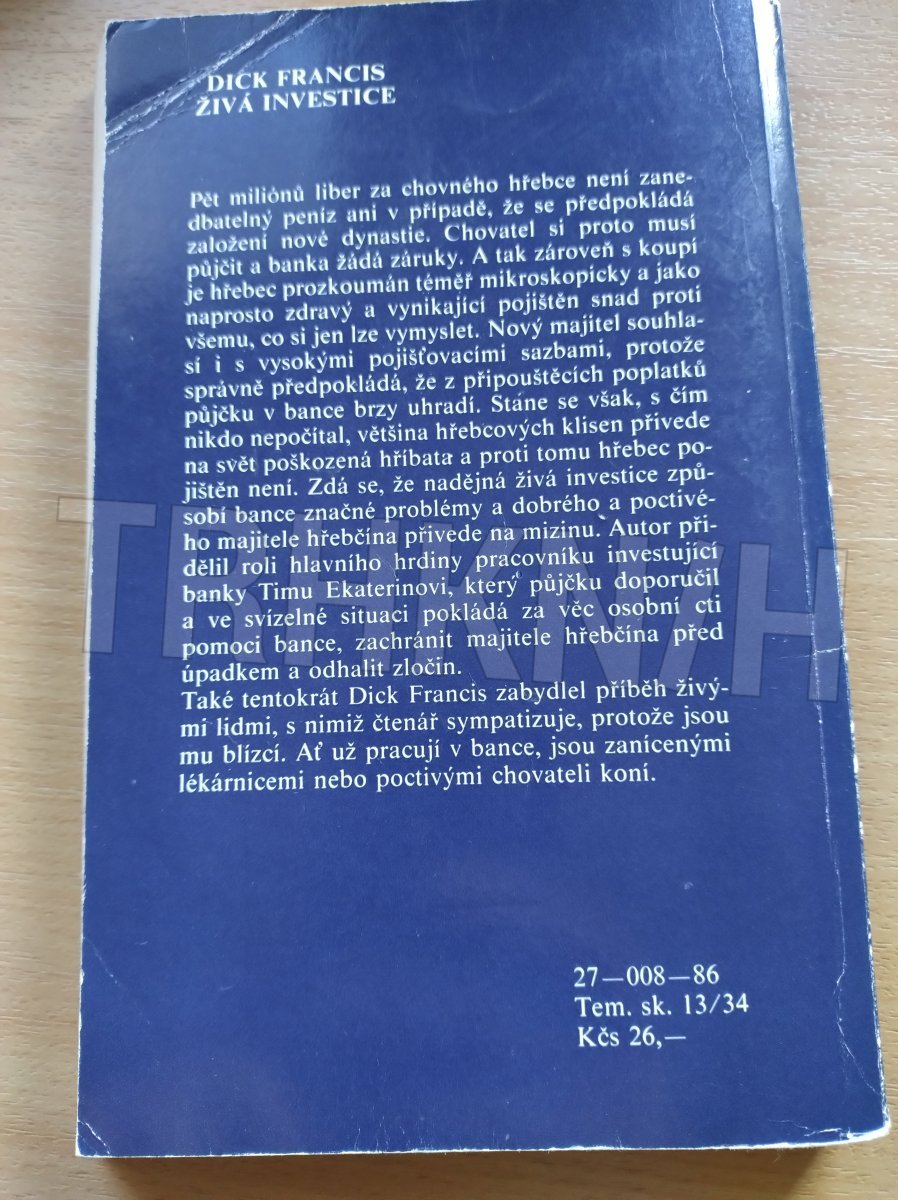 DICK FRANCIS
ŽIVÁ INVESTICE
Pět miliónů liber za chovného hřebce není zane-
dbatelný peníz ani v případě, že se předpokládá
založení nové dynastie. Chovatel si proto musí
půjčit a banka žádá záruky. A tak zároveň s koupí
je hřebec prozkoumán téměř mikroskopicky a jako
naprosto zdravý a vynikající pojištěn snad proti
všemu, co si jen lze vymyslet. Nový majitel souhla-
sí i s vysokými pojišťovacími sazbami, protože
správně předpokládá, že z připouštěcích poplatků
půjčku v bance brzy uhradí. Stane se však, s čím
nikdo nepočítal, většina hřebcových klisen přivede
na svět poškozená hříbata a proti tomu hřebec po-
jištěn není. Zdá se, že nadějná živá investice způ-
sobí bance značné problémy a dobrého a poctivé-
ho majitele hřebčína přivede na mizinu. Autor při-
dělil roli hlavního hrdiny pracovníku investující
banky Timu Ekaterinovi, který půjčku doporučil
a ve svízelné situaci pokládá za věc osobní cti
pomoci bance, zachránit majitele hřebčína před
úpadkem a odhalit zločin.
Také tentokrát Dick Francis zabydlel příběh živý-
mi lidmi, s nimiž čtenář sympatizuje, protože jsou
mu blízcí. Ať už pracují v bance, jsou zanícenými
lékárnicemi nebo poctivými chovateli koní.
TRHKNIH
27—008—86
Tem. sk. 13/34
Kčs 26,—